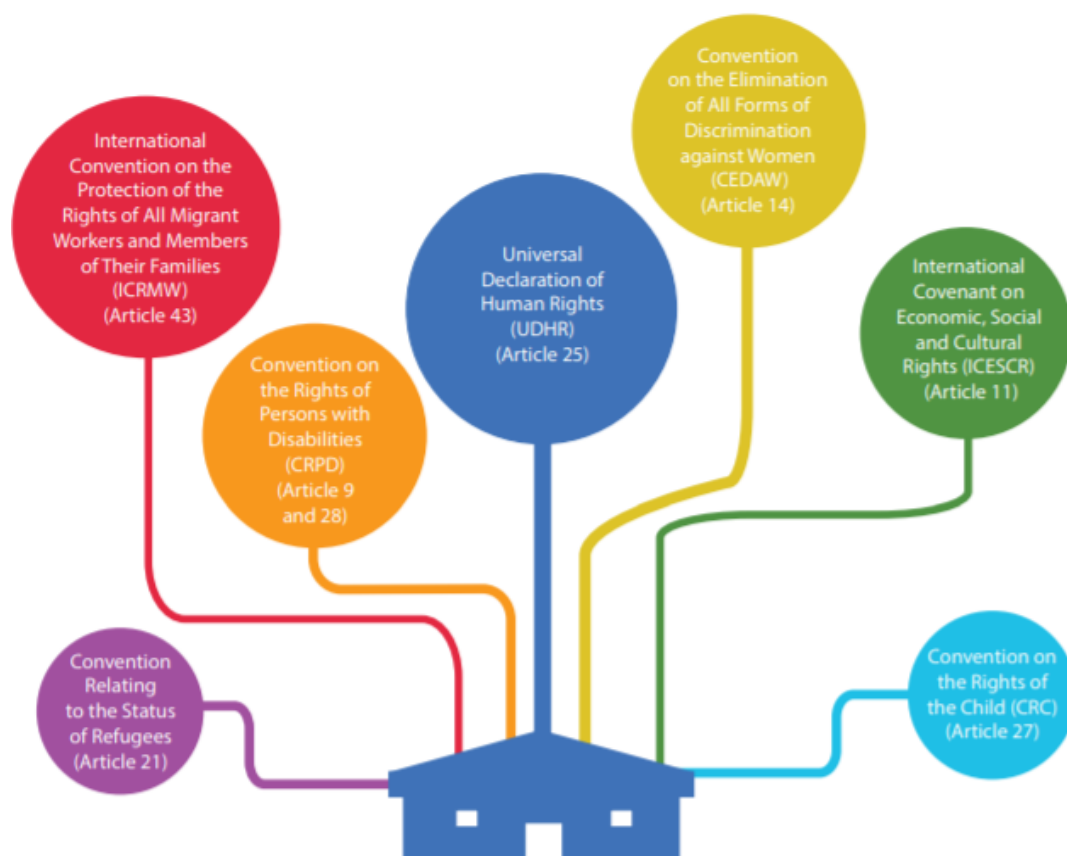 Convention
on the Elimination
of All Forms of
Discrimination
against Women
(CEDAW)
(Article 14)
International
Convention on the
Protection of the
Rights of All Migrant
Workers and Members
of Their Families
(ICRMW)
(Article 43)
Universal
Declaration of
Human Rights
(UDHR)
(Article 25)
International
Covenant on
Economic, Social
and Cultural
Rights (ICESCR)
(Article 11)
Convention on
the Rights of
Persons with
Disabilities
(CRPD)
(Article 9
and 28)
Convention
Relating
to the Status
of Refugees
(Article 21)
Convention on
the Rights of
the Child (CRC)
(Article 27)